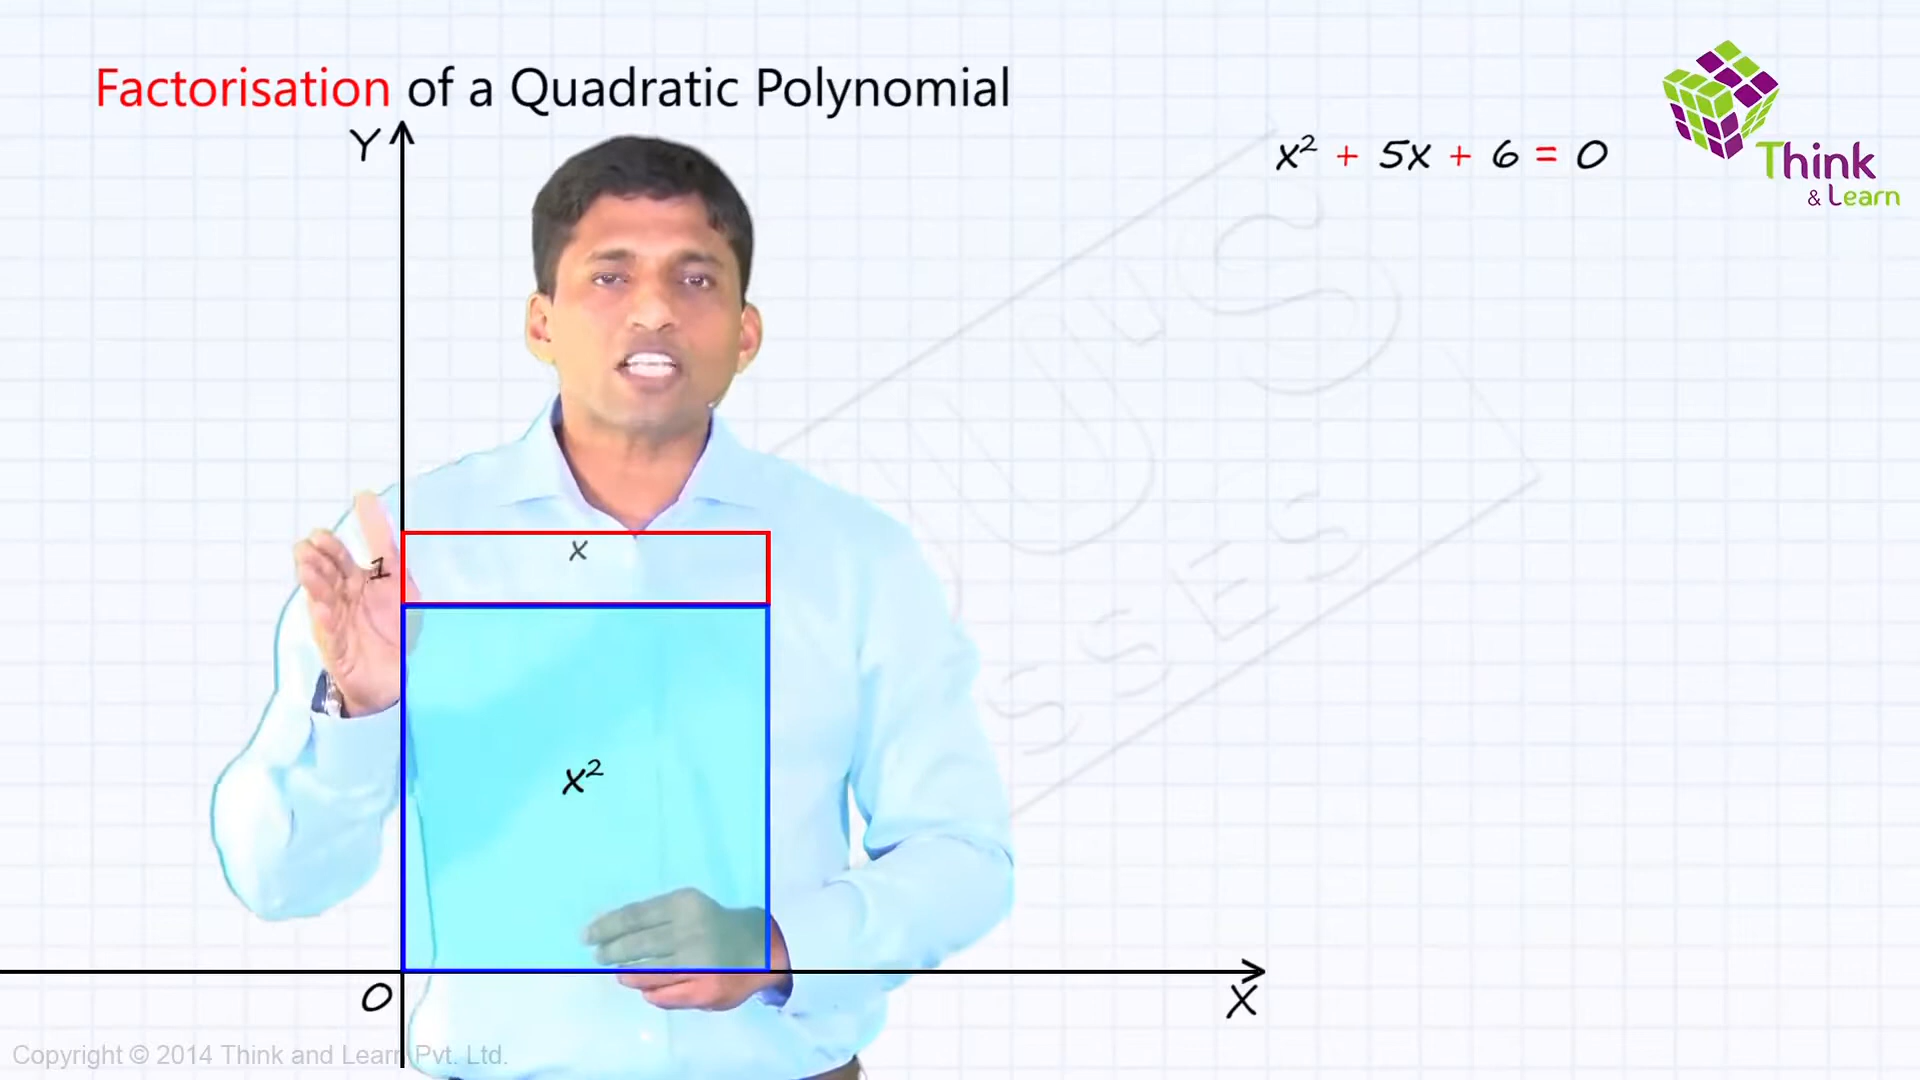 Factorisation of a Quadratic Polynomial
Y
x² + 5x + 6 = 0
Think
& Learn
x
1
x²
O
X
Copyright © 2014 Think and Learn Pvt. Ltd.